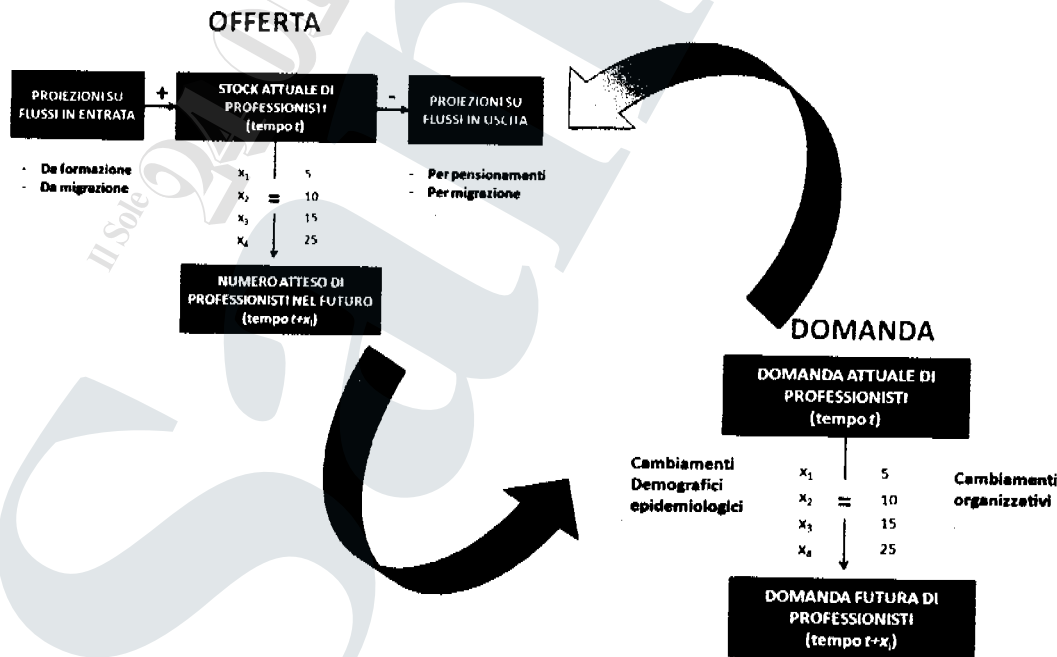 OFFERTA
PROIEZIONI SU
FLUSSI IN ENTRATA
+
STOCK ATTUALE DI
PROFESSIONISTI
(tempo t)
-
PROIEZIONI SU
FLUSSI IN USCITA
- Da formazione
- Da migrazione
- Per pensionamenti
- Per migrazione
x₁ 5
x₂ = 10
x₃ 15
x₄ 25
NUMERO ATTESO DI
PROFESSIONISTI NEL FUTURO
(tempo t+xᵢ)
DOMANDA
DOMANDA ATTUALE DI
PROFESSIONISTI
(tempo t)
Cambiamenti
Demografici
epidemiologici
x₁ 5
x₂ = 10
x₃ 15
x₄ 25
Cambiamenti
organizzativi
DOMANDA FUTURA DI
PROFESSIONISTI
(tempo t+xᵢ)
Il Sole